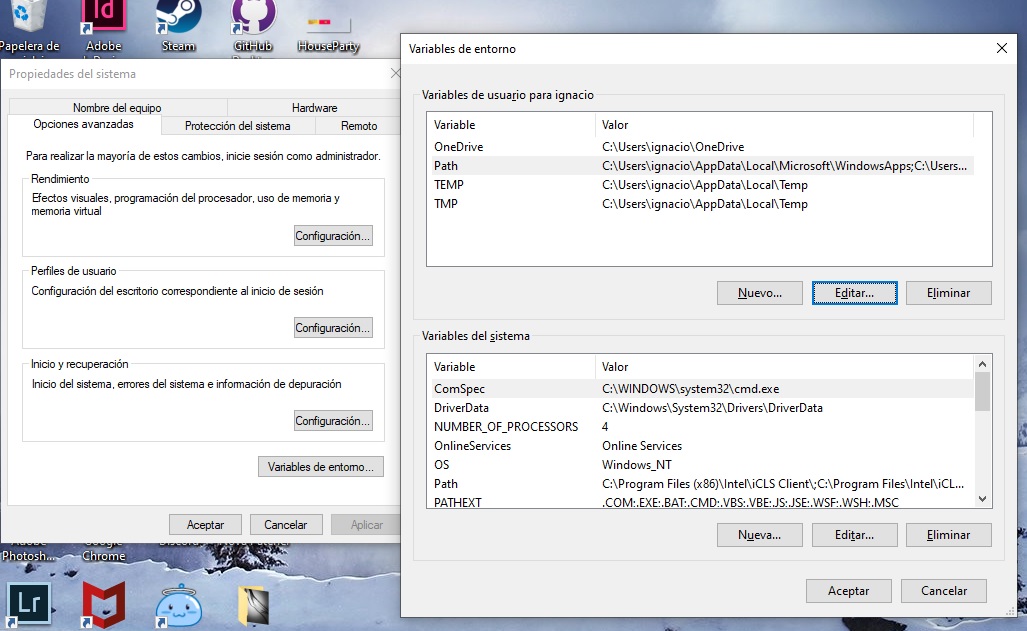 Papelera de
Adobe
Steam
GitHub
HouseParty
Propiedades del sistema
Nombre del equipo
Hardware
Opciones avanzadas
Protección del sistema
Remoto
Para realizar la mayoría de estos cambios, inicie sesión como administrador.
Rendimiento
Efectos visuales, programación del procesador, uso de memoria y
memoria virtual
Configuración...
Perfiles de usuario
Configuración del escritorio correspondiente al inicio de sesión
Configuración...
Inicio y recuperación
Inicio del sistema, errores del sistema e información de depuración
Configuración...
Variables de entorno...
Aceptar
Cancelar
Aplicar
Variables de entorno
Variables de usuario para ignacio
Variable Valor
OneDrive C:\Users\ignacio\OneDrive
Path C:\Users\ignacio\AppData\Local\Microsoft\WindowsApps;C:\Users...
TEMP C:\Users\ignacio\AppData\Local\Temp
TMP C:\Users\ignacio\AppData\Local\Temp
Nuevo...
Editar...
Eliminar
Variables del sistema
Variable Valor
ComSpec C:\WINDOWS\system32\cmd.exe
DriverData C:\Windows\System32\Drivers\DriverData
NUMBER_OF_PROCESSORS 4
OnlineServices Online Services
OS Windows_NT
Path C:\Program Files (x86)\Intel\iCLS Client\;C:\Program Files\Intel\iCL...
PATHEXT .COM;.EXE;.BAT;.CMD;.VBS;.VBE;.JS;.JSE;.WSF;.WSH;.MSC
Nueva...
Editar...
Eliminar
Aceptar
Cancelar
Photosh...
Chrome
Lr
Id